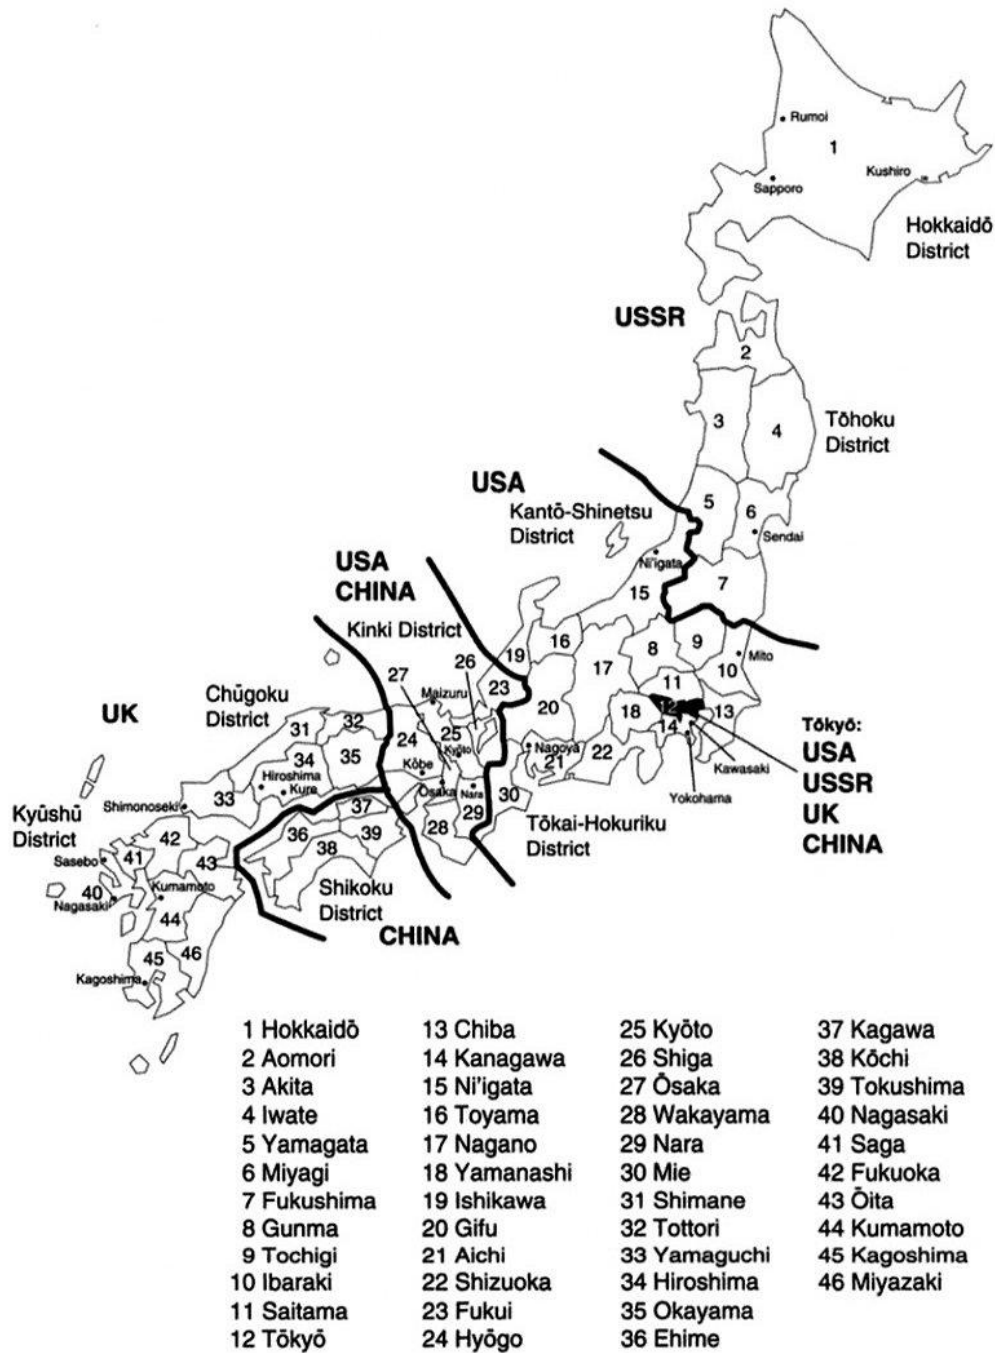 Rumoi
1
Kushiro
Sapporo
Hokkaidō
District
USSR
2
3
4
Tōhoku
District
USA
Kantō-Shinetsu
District
5
6
Sendai
Ni'igata
7
USA
CHINA
15
Kinki District
26
16
8
9
Mito
19
10
27
17
23
11
Maizuru
Chūgoku
District
UK
32
31
24
25
20
18
12
13
14
Kyōto
34
35
Nagoya
22
21
Tōkyō:
USA
USSR
UK
CHINA
Kōbe
Kawasaki
Hiroshima
Kure
33
Ōsaka
Nara
30
Yokohama
Shimonoseki
37
Kyūshū
District
28
29
Tōkai-Hokuriku
District
42
36
39
38
Sasebo
41
43
40
Kumamoto
Shikoku
District
Nagasaki
44
CHINA
45
46
Kagoshima
1 Hokkaidō
2 Aomori
3 Akita
4 Iwate
5 Yamagata
6 Miyagi
7 Fukushima
8 Gunma
9 Tochigi
10 Ibaraki
11 Saitama
12 Tōkyō
13 Chiba
14 Kanagawa
15 Ni'igata
16 Toyama
17 Nagano
18 Yamanashi
19 Ishikawa
20 Gifu
21 Aichi
22 Shizuoka
23 Fukui
24 Hyōgo
25 Kyōto
26 Shiga
27 Ōsaka
28 Wakayama
29 Nara
30 Mie
31 Shimane
32 Tottori
33 Yamaguchi
34 Hiroshima
35 Okayama
36 Ehime
37 Kagawa
38 Kōchi
39 Tokushima
40 Nagasaki
41 Saga
42 Fukuoka
43 Ōita
44 Kumamoto
45 Kagoshima
46 Miyazaki